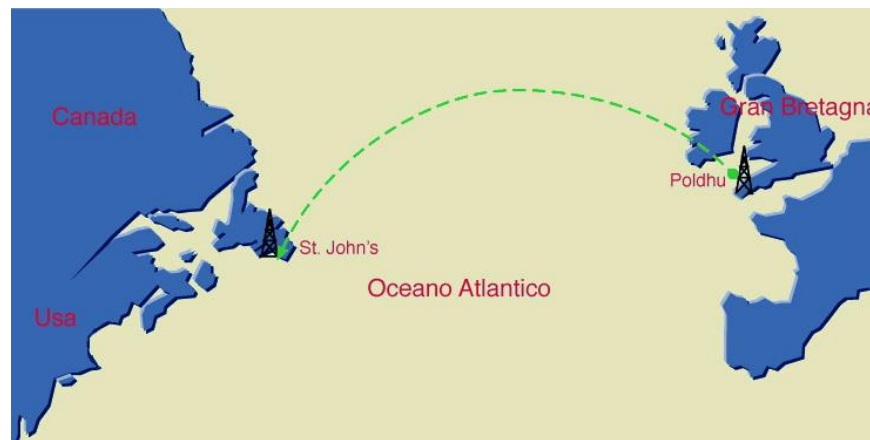 Canada
Gran Bretagna
Poldhu
St. John's
Oceano Atlantico
Usa